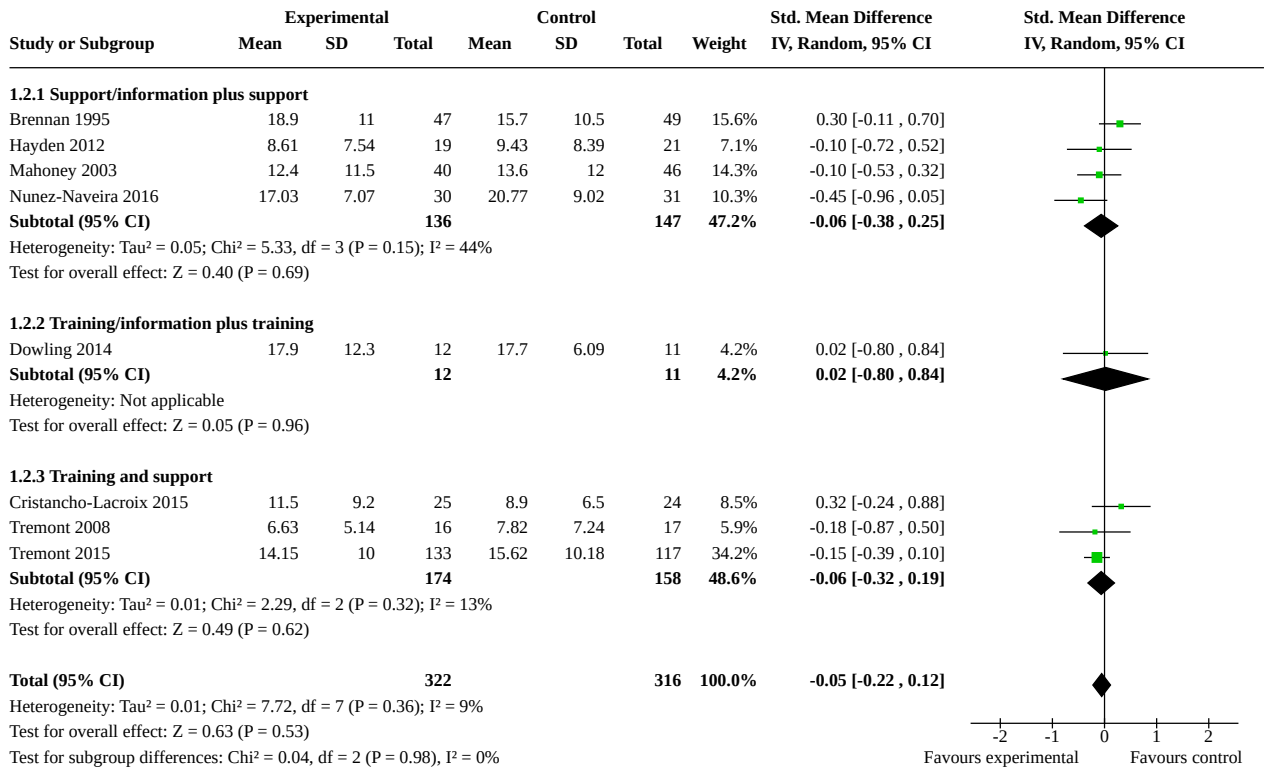 Experimental Control Std. Mean Difference Std. Mean Difference
Study or Subgroup Mean SD Total Mean SD Total Weight IV, Random, 95% CI IV, Random, 95% CI
1.2.1 Support/information plus support
Brennan 1995 18.9 11 47 15.7 10.5 49 15.6% 0.30 [-0.11 , 0.70]
Hayden 2012 8.61 7.54 19 9.43 8.39 21 7.1% -0.10 [-0.72 , 0.52]
Mahoney 2003 12.4 11.5 40 13.6 12 46 14.3% -0.10 [-0.53 , 0.32]
Nunez-Naveira 2016 17.03 7.07 30 20.77 9.02 31 10.3% -0.45 [-0.96 , 0.05]
Subtotal (95% CI) 136 147 47.2% -0.06 [-0.38 , 0.25]
Heterogeneity: Tau² = 0.05; Chi² = 5.33, df = 3 (P = 0.15); I² = 44%
Test for overall effect: Z = 0.40 (P = 0.69)
1.2.2 Training/information plus training
Dowling 2014 17.9 12.3 12 17.7 6.09 11 4.2% 0.02 [-0.80 , 0.84]
Subtotal (95% CI) 12 11 4.2% 0.02 [-0.80 , 0.84]
Heterogeneity: Not applicable
Test for overall effect: Z = 0.05 (P = 0.96)
1.2.3 Training and support
Cristancho-Lacroix 2015 11.5 9.2 25 8.9 6.5 24 8.5% 0.32 [-0.24 , 0.88]
Tremont 2008 6.63 5.14 16 7.82 7.24 17 5.9% -0.18 [-0.87 , 0.50]
Tremont 2015 14.15 10 133 15.62 10.18 117 34.2% -0.15 [-0.39 , 0.10]
Subtotal (95% CI) 174 158 48.6% -0.06 [-0.32 , 0.19]
Heterogeneity: Tau² = 0.01; Chi² = 2.29, df = 2 (P = 0.32); I² = 13%
Test for overall effect: Z = 0.49 (P = 0.62)
Total (95% CI) 322 316 100.0% -0.05 [-0.22 , 0.12]
Heterogeneity: Tau² = 0.01; Chi² = 7.72, df = 7 (P = 0.36); I² = 9%
Test for overall effect: Z = 0.63 (P = 0.53)
-2 -1 0 1 2
Test for subgroup differences: Chi² = 0.04, df = 2 (P = 0.98), I² = 0% Favours experimental Favours control